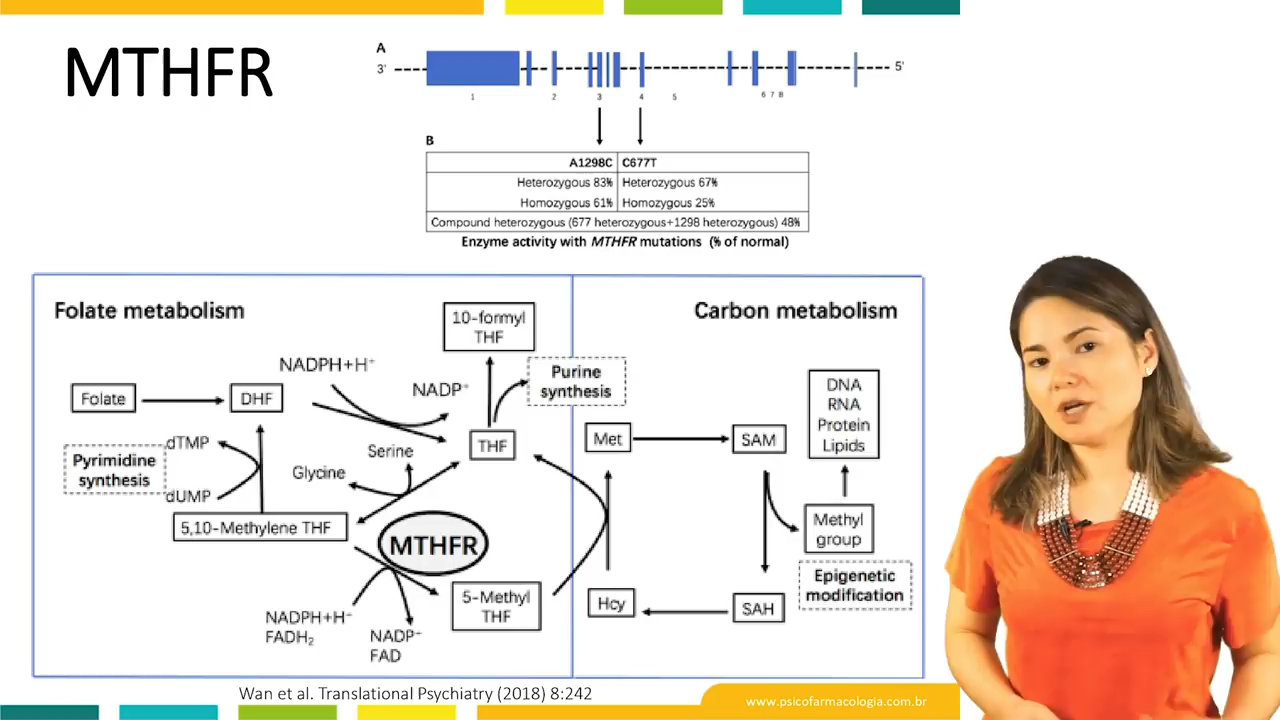 MTHFR
A
3' 5'
1 2 3 4 5 6 7 8
B
A1298C C677T
Heterozygous 83% Heterozygous 67%
Homozygous 61% Homozygous 25%
Compound heterozygous (677 heterozygous+1298 heterozygous) 48%
Enzyme activity with MTHFR mutations (% of normal)
Folate metabolism
10-formyl
THF
NADPH+H⁺
NADP⁺
Purine
synthesis
Folate
DHF
THF
dTMP
Serine
Pyrimidine
synthesis
Glycine
dUMP
5,10-Methylene THF
MTHFR
5-Methyl
THF
NADPH+H⁺
FADH₂
NADP⁺
FAD
Carbon metabolism
DNA
RNA
Protein
Lipids
Met
SAM
Methyl
group
Epigenetic
modification
Hcy
SAH
Wan et al. Translational Psychiatry (2018) 8:242
www.psicofarmacologia.com.br